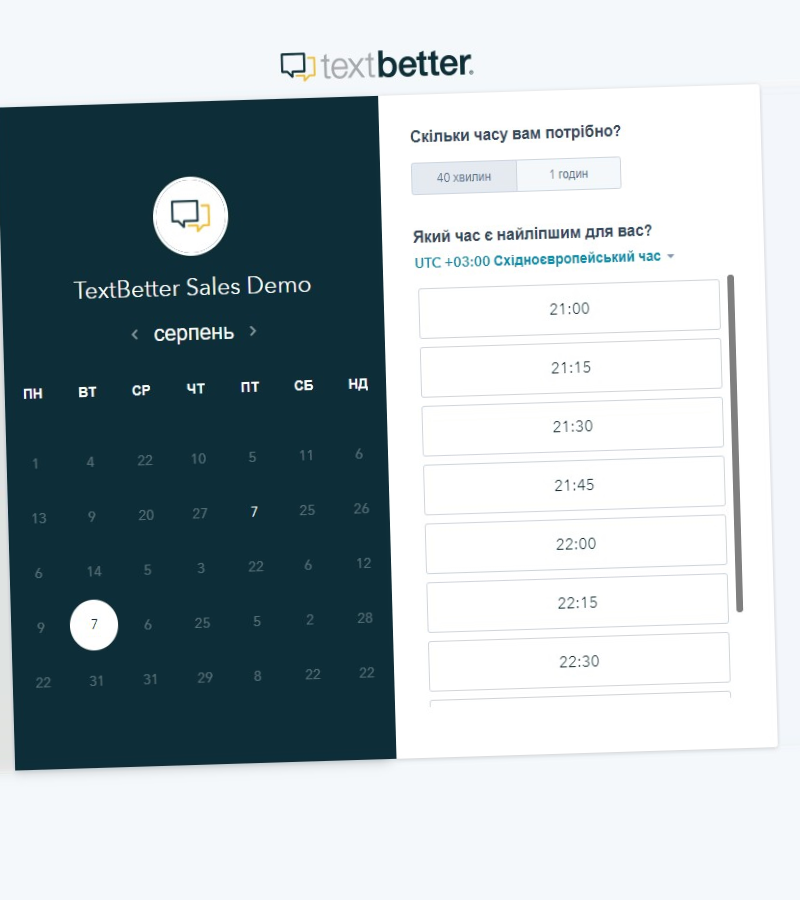 textbetter.
TextBetter Sales Demo
‹ серпень ›
ПН ВТ СР ЧТ ПТ СБ НД
1 4 22 10 5 11 6
13 9 20 27 7 25 26
6 14 5 3 22 6 12
9 7 6 25 5 2 28
22 31 31 29 8 22 22
Скільки часу вам потрібно?
40 хвилин 1 годин
Який час є найліпшим для вас?
UTC +03:00 Східноєвропейський час
21:00
21:15
21:30
21:45
22:00
22:15
22:30